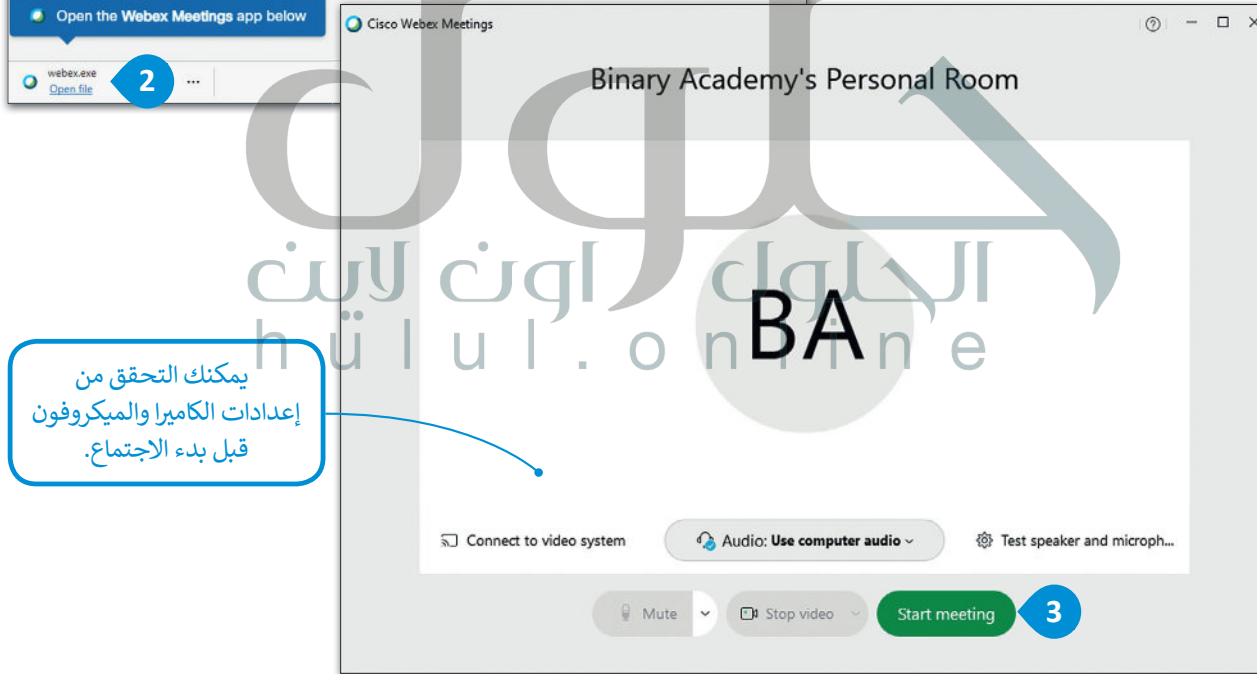 Open the Webex Meetings app below
webex.exe
Open file
2
...
Cisco Webex Meetings
Binary Academy's Personal Room
حلول
الحلول اون لاين
hülul.online
BA
يمكنك التحقق من
إعدادات الكاميرا والميكروفون
قبل بدء الاجتماع.
Connect to video system
Audio: Use computer audio
Test speaker and microph...
Mute
Stop video
Start meeting
3